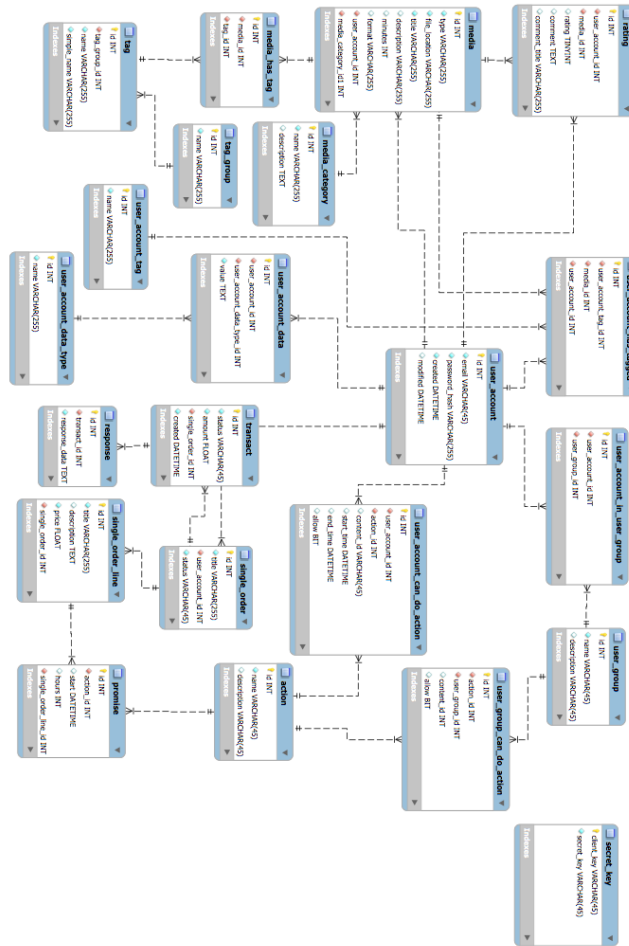 rating
id INT
user_account_id INT
media_id INT
rating TINYINT
comment TEXT
comment_title VARCHAR(255)
Indexes
user_account_has_tagged
id INT
user_account_tag_id INT
media_id INT
user_account_id INT
Indexes
user_account_in_user_group
id INT
user_account_id INT
user_group_id INT
Indexes
user_group
id INT
name VARCHAR(45)
description VARCHAR(45)
Indexes
secret_key
client_key VARCHAR(45)
secret_key VARCHAR(45)
Indexes
media
id INT
type VARCHAR(255)
file_location VARCHAR(255)
title VARCHAR(255)
description VARCHAR(255)
minutes INT
format VARCHAR(255)
user_account_id INT
media_category_id1 INT
Indexes
user_account
id INT
email VARCHAR(45)
password_hash VARCHAR(255)
created DATETIME
modified DATETIME
Indexes
user_group_can_do_action
id INT
action_id INT
user_group_id INT
content_id INT
allow BIT
Indexes
media_category
id INT
name VARCHAR(255)
description TEXT
Indexes
user_account_can_do_action
id INT
user_account_id INT
action_id INT
content_id VARCHAR(45)
start_time DATETIME
end_time DATETIME
allow BIT
Indexes
media_has_tag
id INT
media_id INT
tag_id INT
Indexes
user_account_data
id INT
user_account_id INT
user_account_data_type_id INT
value TEXT
Indexes
transact
id INT
status VARCHAR(45)
amount FLOAT
single_order_id INT
created DATETIME
Indexes
single_order
id INT
title VARCHAR(255)
user_account_id INT
status VARCHAR(45)
Indexes
action
id INT
name VARCHAR(45)
description VARCHAR(45)
Indexes
tag_group
id INT
name VARCHAR(255)
Indexes
tag
id INT
tag_group_id INT
name VARCHAR(255)
simple_name VARCHAR(255)
Indexes
user_account_tag
id INT
name VARCHAR(255)
Indexes
user_account_data_type
id INT
name VARCHAR(255)
Indexes
response
id INT
transact_id INT
response_data TEXT
Indexes
single_order_line
id INT
title VARCHAR(255)
description TEXT
price FLOAT
single_order_id INT
Indexes
promise
id INT
action_id INT
start DATETIME
hours INT
single_order_line_id INT
Indexes